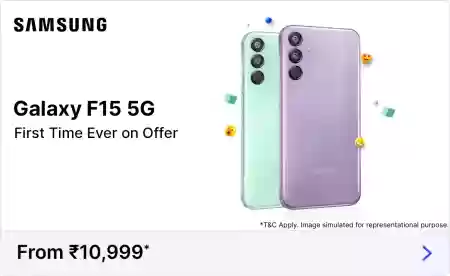 SAMSUNG
Galaxy F15 5G
First Time Ever on Offer
*T&C Apply. Image simulated for representational purpose
From ₹10,999*